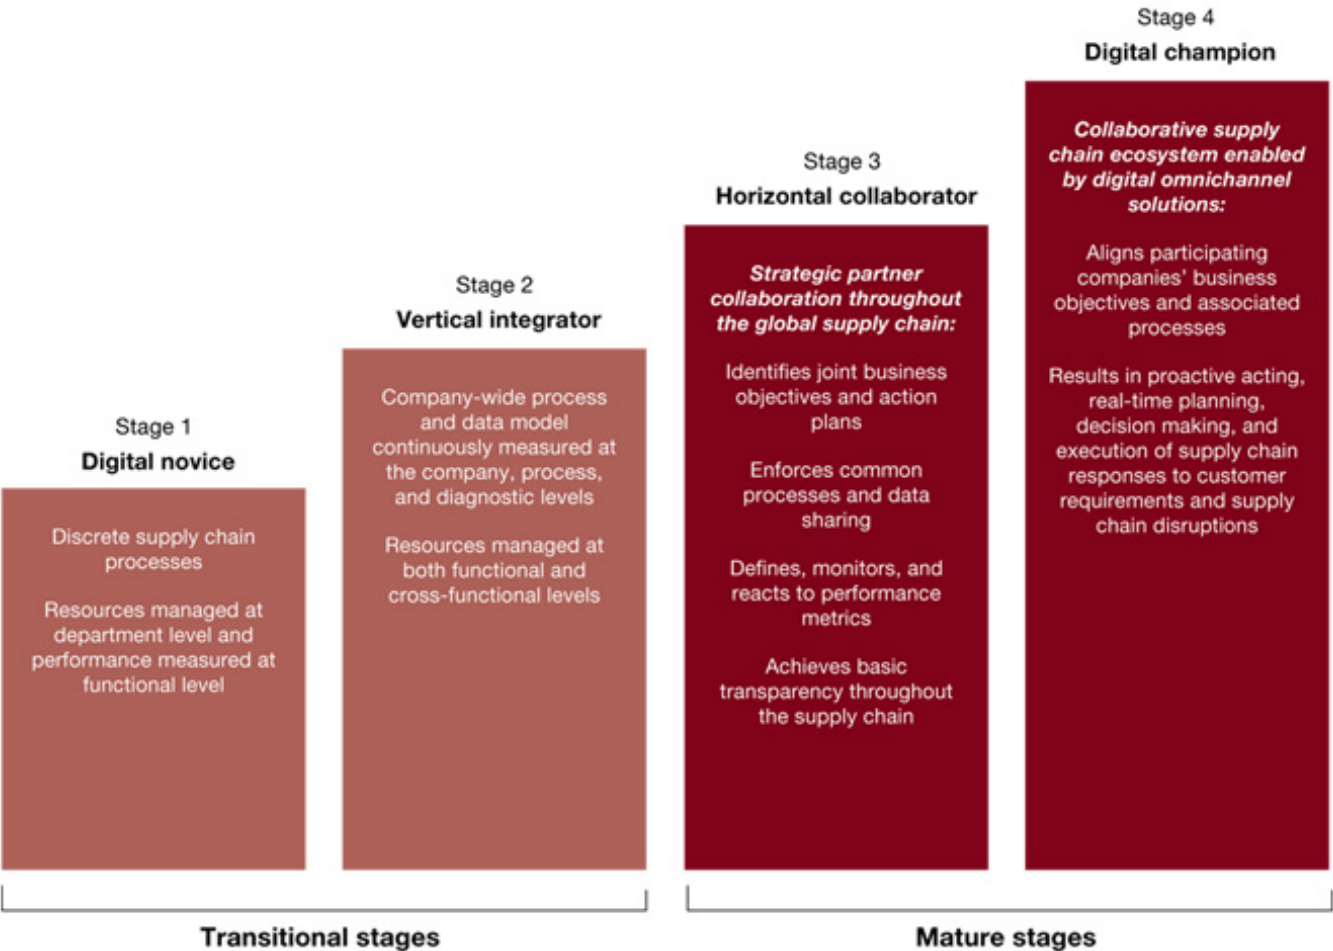 Stage 1
Digital novice
Discrete supply chain
processes
Resources managed at
department level and
performance measured at
functional level
Stage 2
Vertical integrator
Company-wide process
and data model
continuously measured at
the company, process,
and diagnostic levels
Resources managed at
both functional and
cross-functional levels
Stage 3
Horizontal collaborator
Strategic partner
collaboration throughout
the global supply chain:
Identifies joint business
objectives and action
plans
Enforces common
processes and data
sharing
Defines, monitors, and
reacts to performance
metrics
Achieves basic
transparency throughout
the supply chain
Stage 4
Digital champion
Collaborative supply
chain ecosystem enabled
by digital omnichannel
solutions:
Aligns participating
companies’ business
objectives and associated
processes
Results in proactive acting,
real-time planning,
decision making, and
execution of supply chain
responses to customer
requirements and supply
chain disruptions
Transitional stages
Mature stages